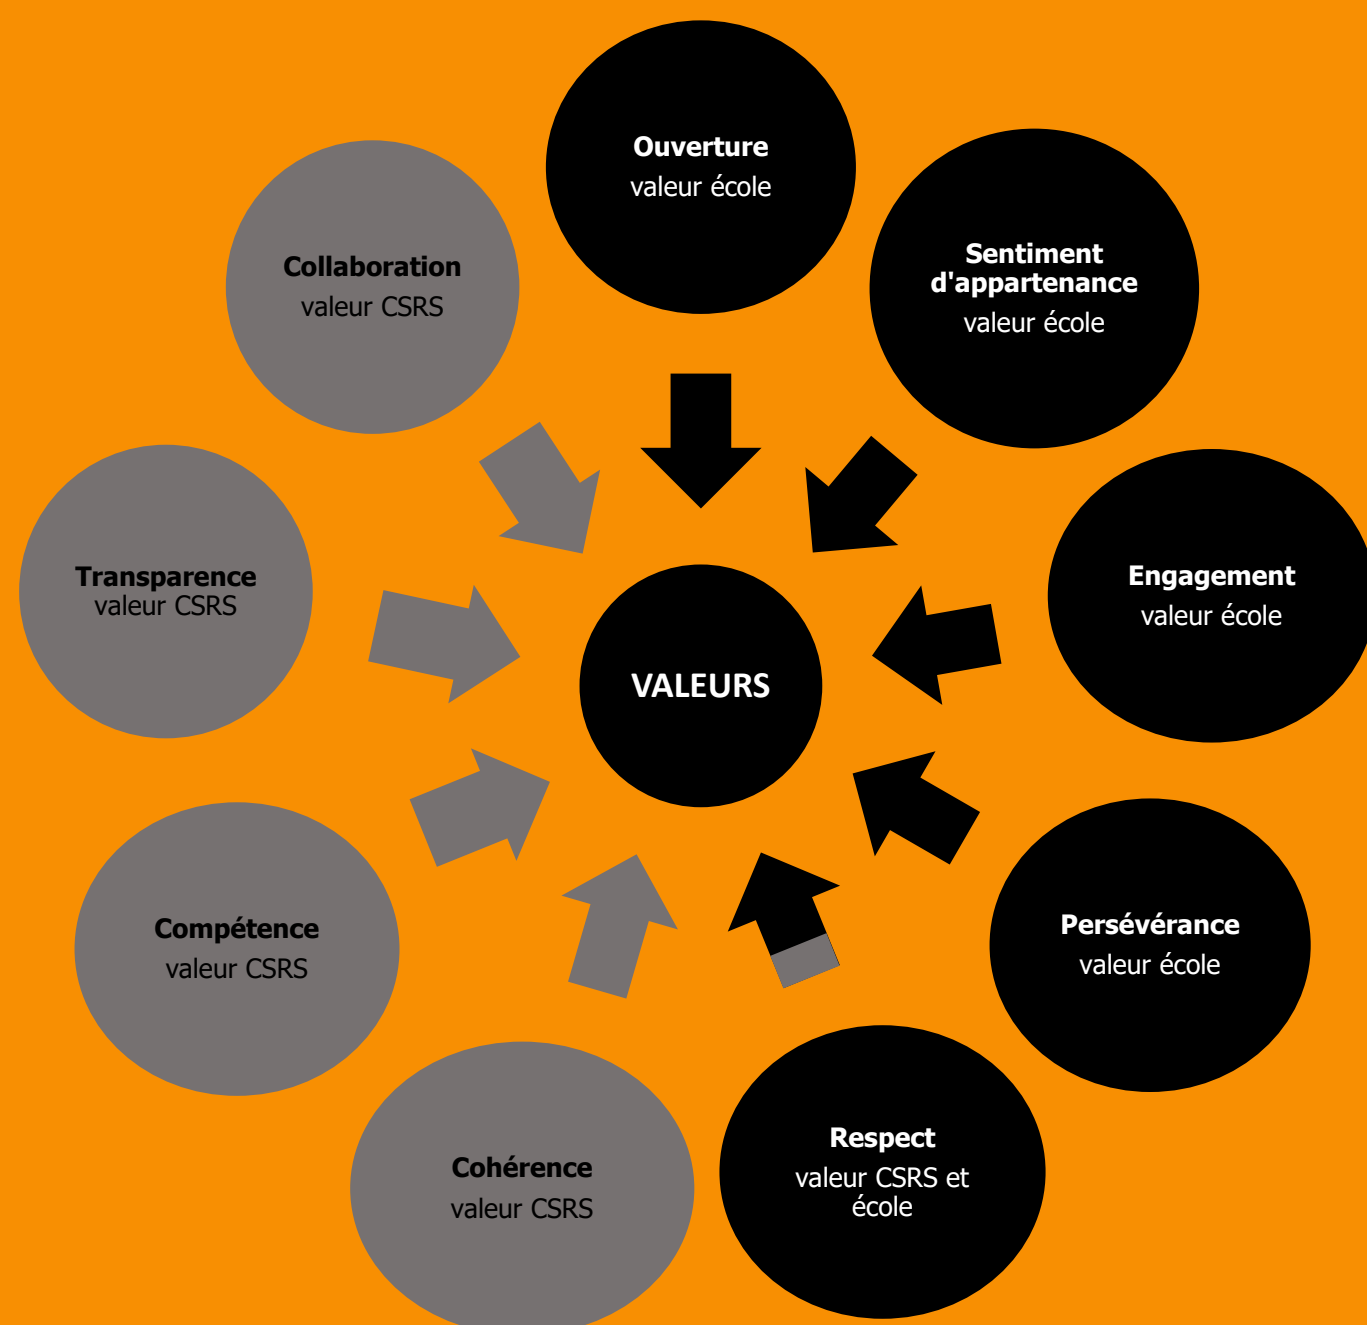 Ouverture
valeur école
Sentiment
d'appartenance
valeur école
Engagement
valeur école
Persévérance
valeur école
Respect
valeur CSRS et
école
Cohérence
valeur CSRS
Compétence
valeur CSRS
Transparence
valeur CSRS
Collaboration
valeur CSRS
VALEURS